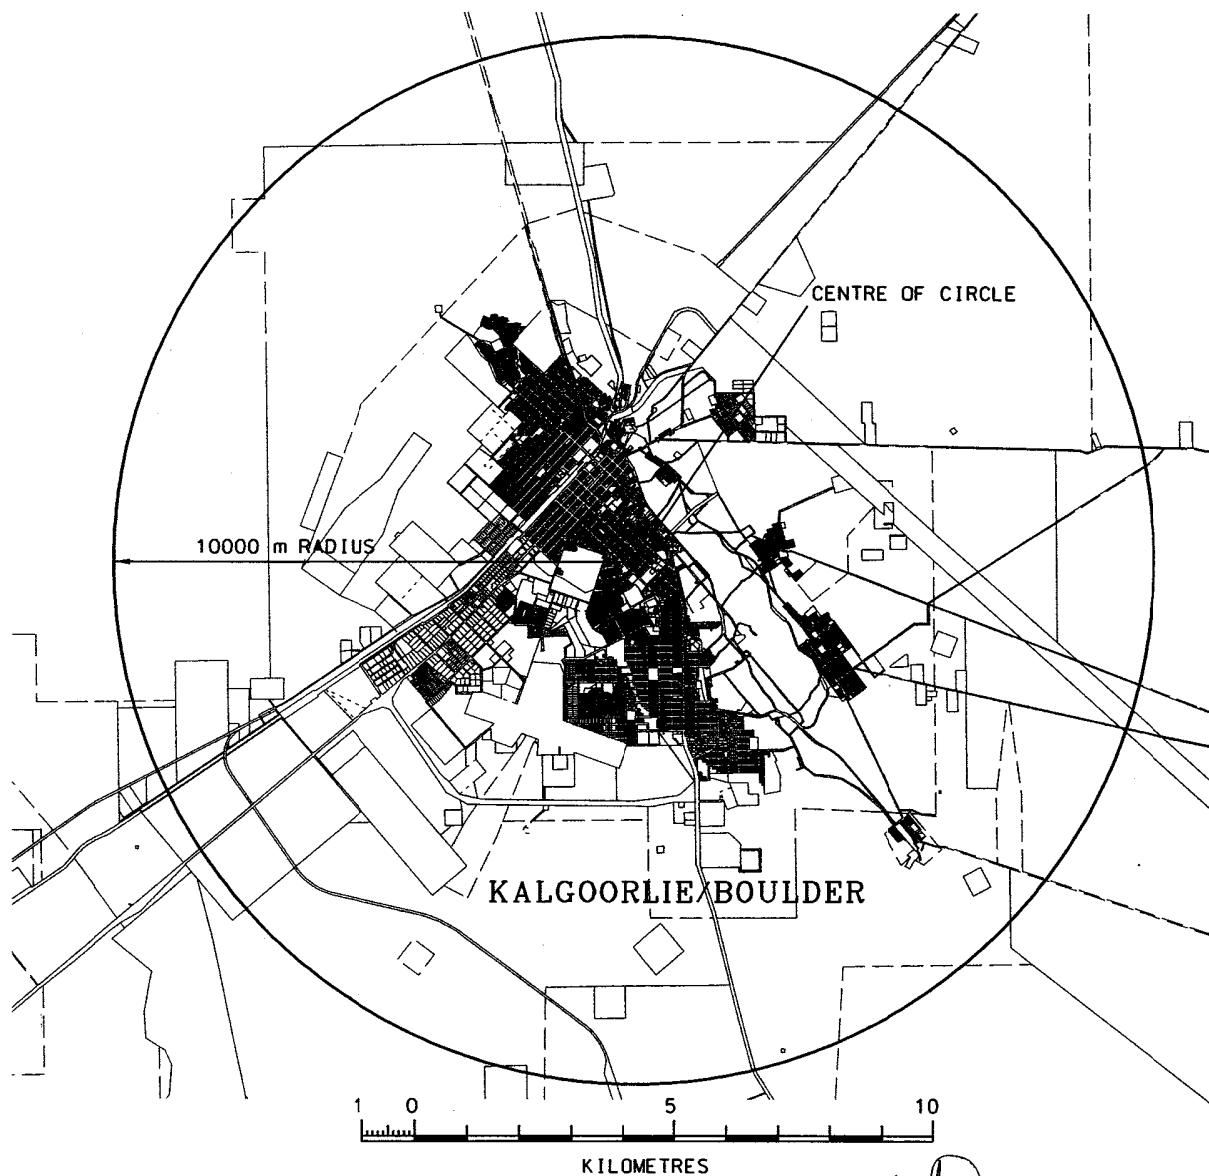 CENTRE OF CIRCLE
10000 m RADIUS
KALGOORLIE/BOULDER
1 0 5 10
KILOMETRES